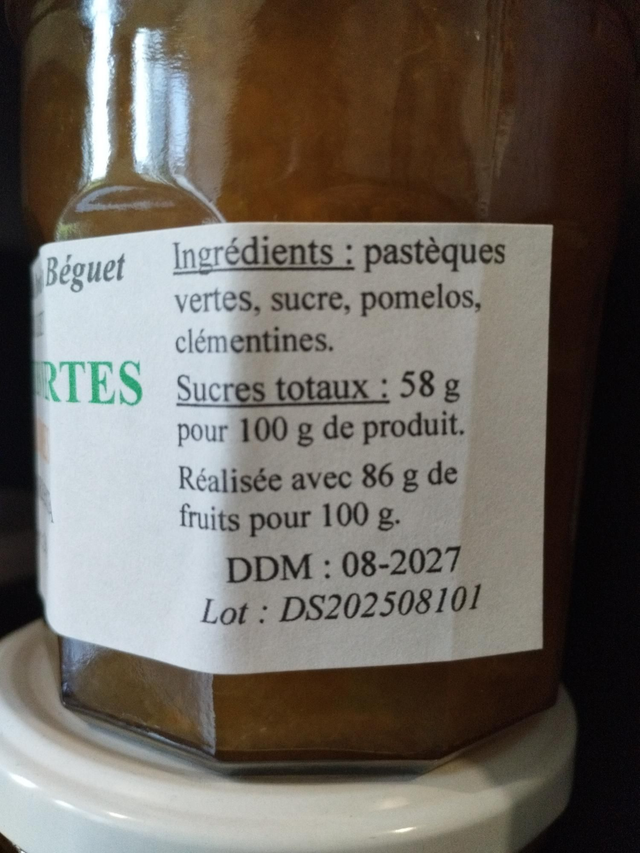 Béguet
RTES
Ingrédients : pastèques
vertes, sucre, pomelos,
clémentines.
Sucres totaux : 58 g
pour 100 g de produit.
Réalisée avec 86 g de
fruits pour 100 g.
DDM : 08-2027
Lot : DS202508101